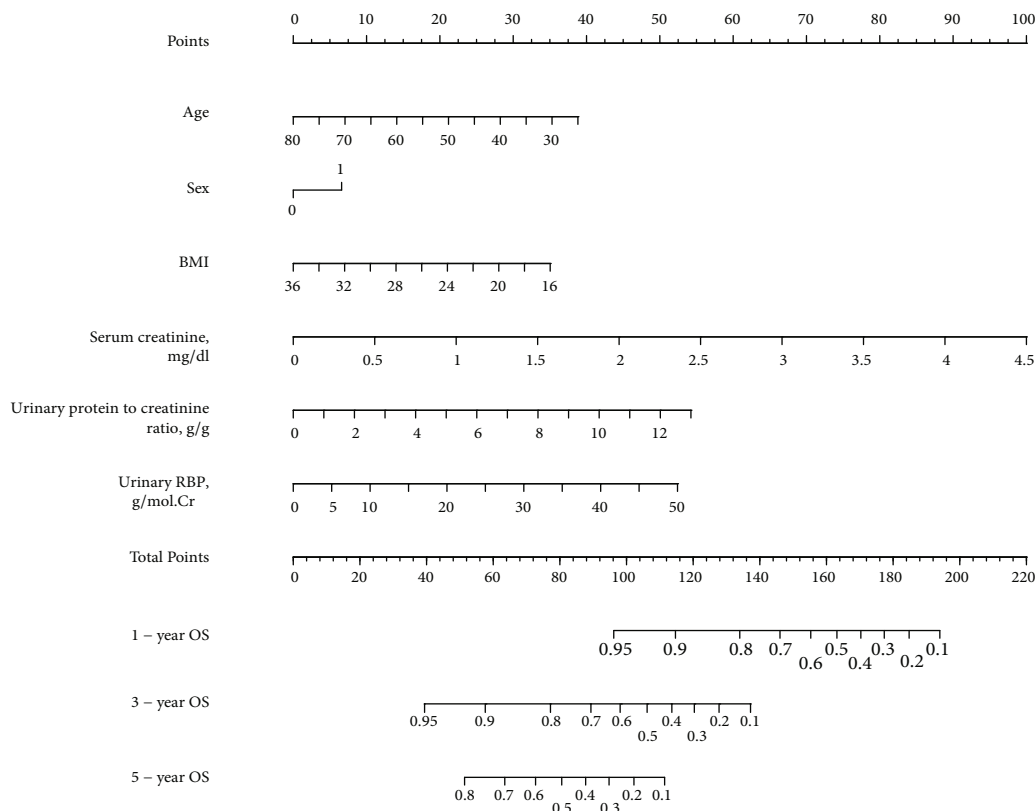 0 10 20 30 40 50 60 70 80 90 100
Points
Age
80 70 60 50 40 30
1
Sex
0
BMI
36 32 28 24 20 16
Serum creatinine,
mg/dl
0 0.5 1 1.5 2 2.5 3 3.5 4 4.5
Urinary protein to creatinine
ratio, g/g
0 2 4 6 8 10 12
Urinary RBP,
g/mol.Cr
0 5 10 20 30 40 50
Total Points
0 20 40 60 80 100 120 140 160 180 200 220
1 – year OS
0.95 0.9 0.8 0.7 0.5 0.3 0.1
0.6 0.4 0.2
3 – year OS
0.95 0.9 0.8 0.7 0.6 0.4 0.2 0.1
0.5 0.3
5 – year OS
0.8 0.7 0.6 0.4 0.2 0.1
0.5 0.3